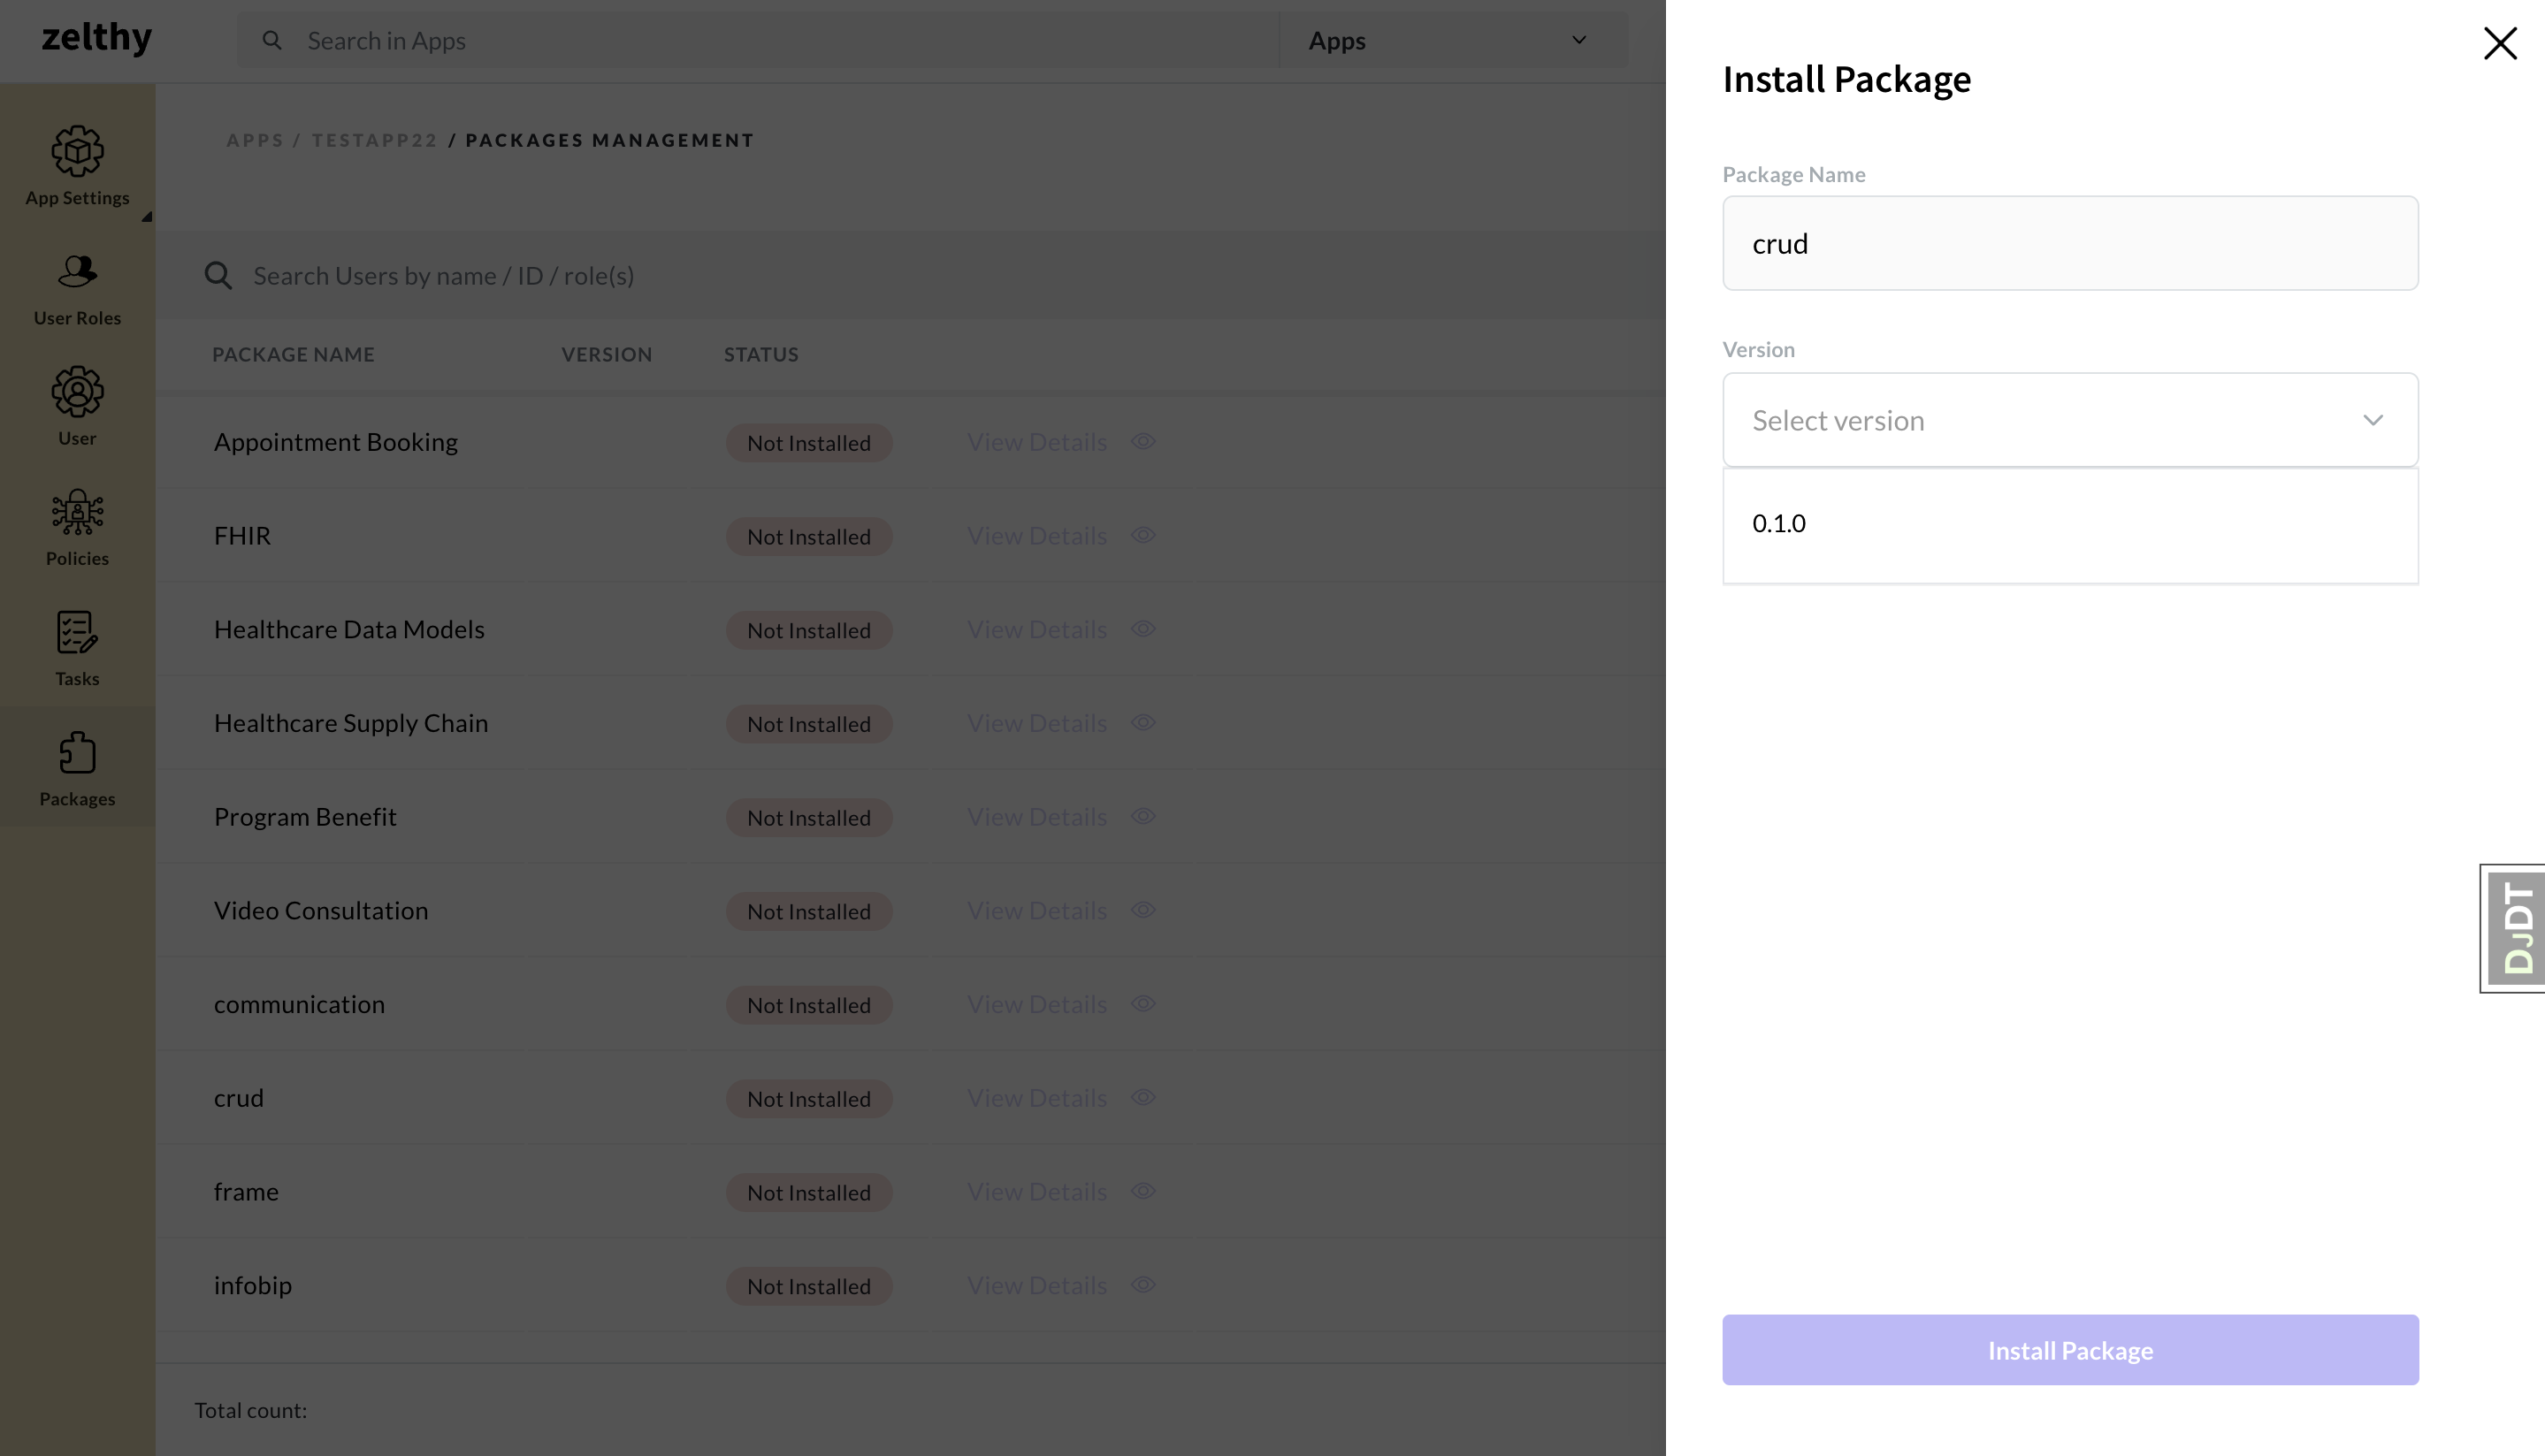 zelthy
Search in Apps
Apps
App Settings
User Roles
User
Policies
Tasks
Packages
APPS / TESTAPP22 / PACKAGES MANAGEMENT
Search Users by name / ID / role(s)
PACKAGE NAME VERSION STATUS
Appointment Booking Not Installed View Details
FHIR Not Installed View Details
Healthcare Data Models Not Installed View Details
Healthcare Supply Chain Not Installed View Details
Program Benefit Not Installed View Details
Video Consultation Not Installed View Details
communication Not Installed View Details
crud Not Installed View Details
frame Not Installed View Details
infobip Not Installed View Details
Total count:
Install Package
Package Name
crud
Version
Select version
0.1.0
DJDT
Install Package